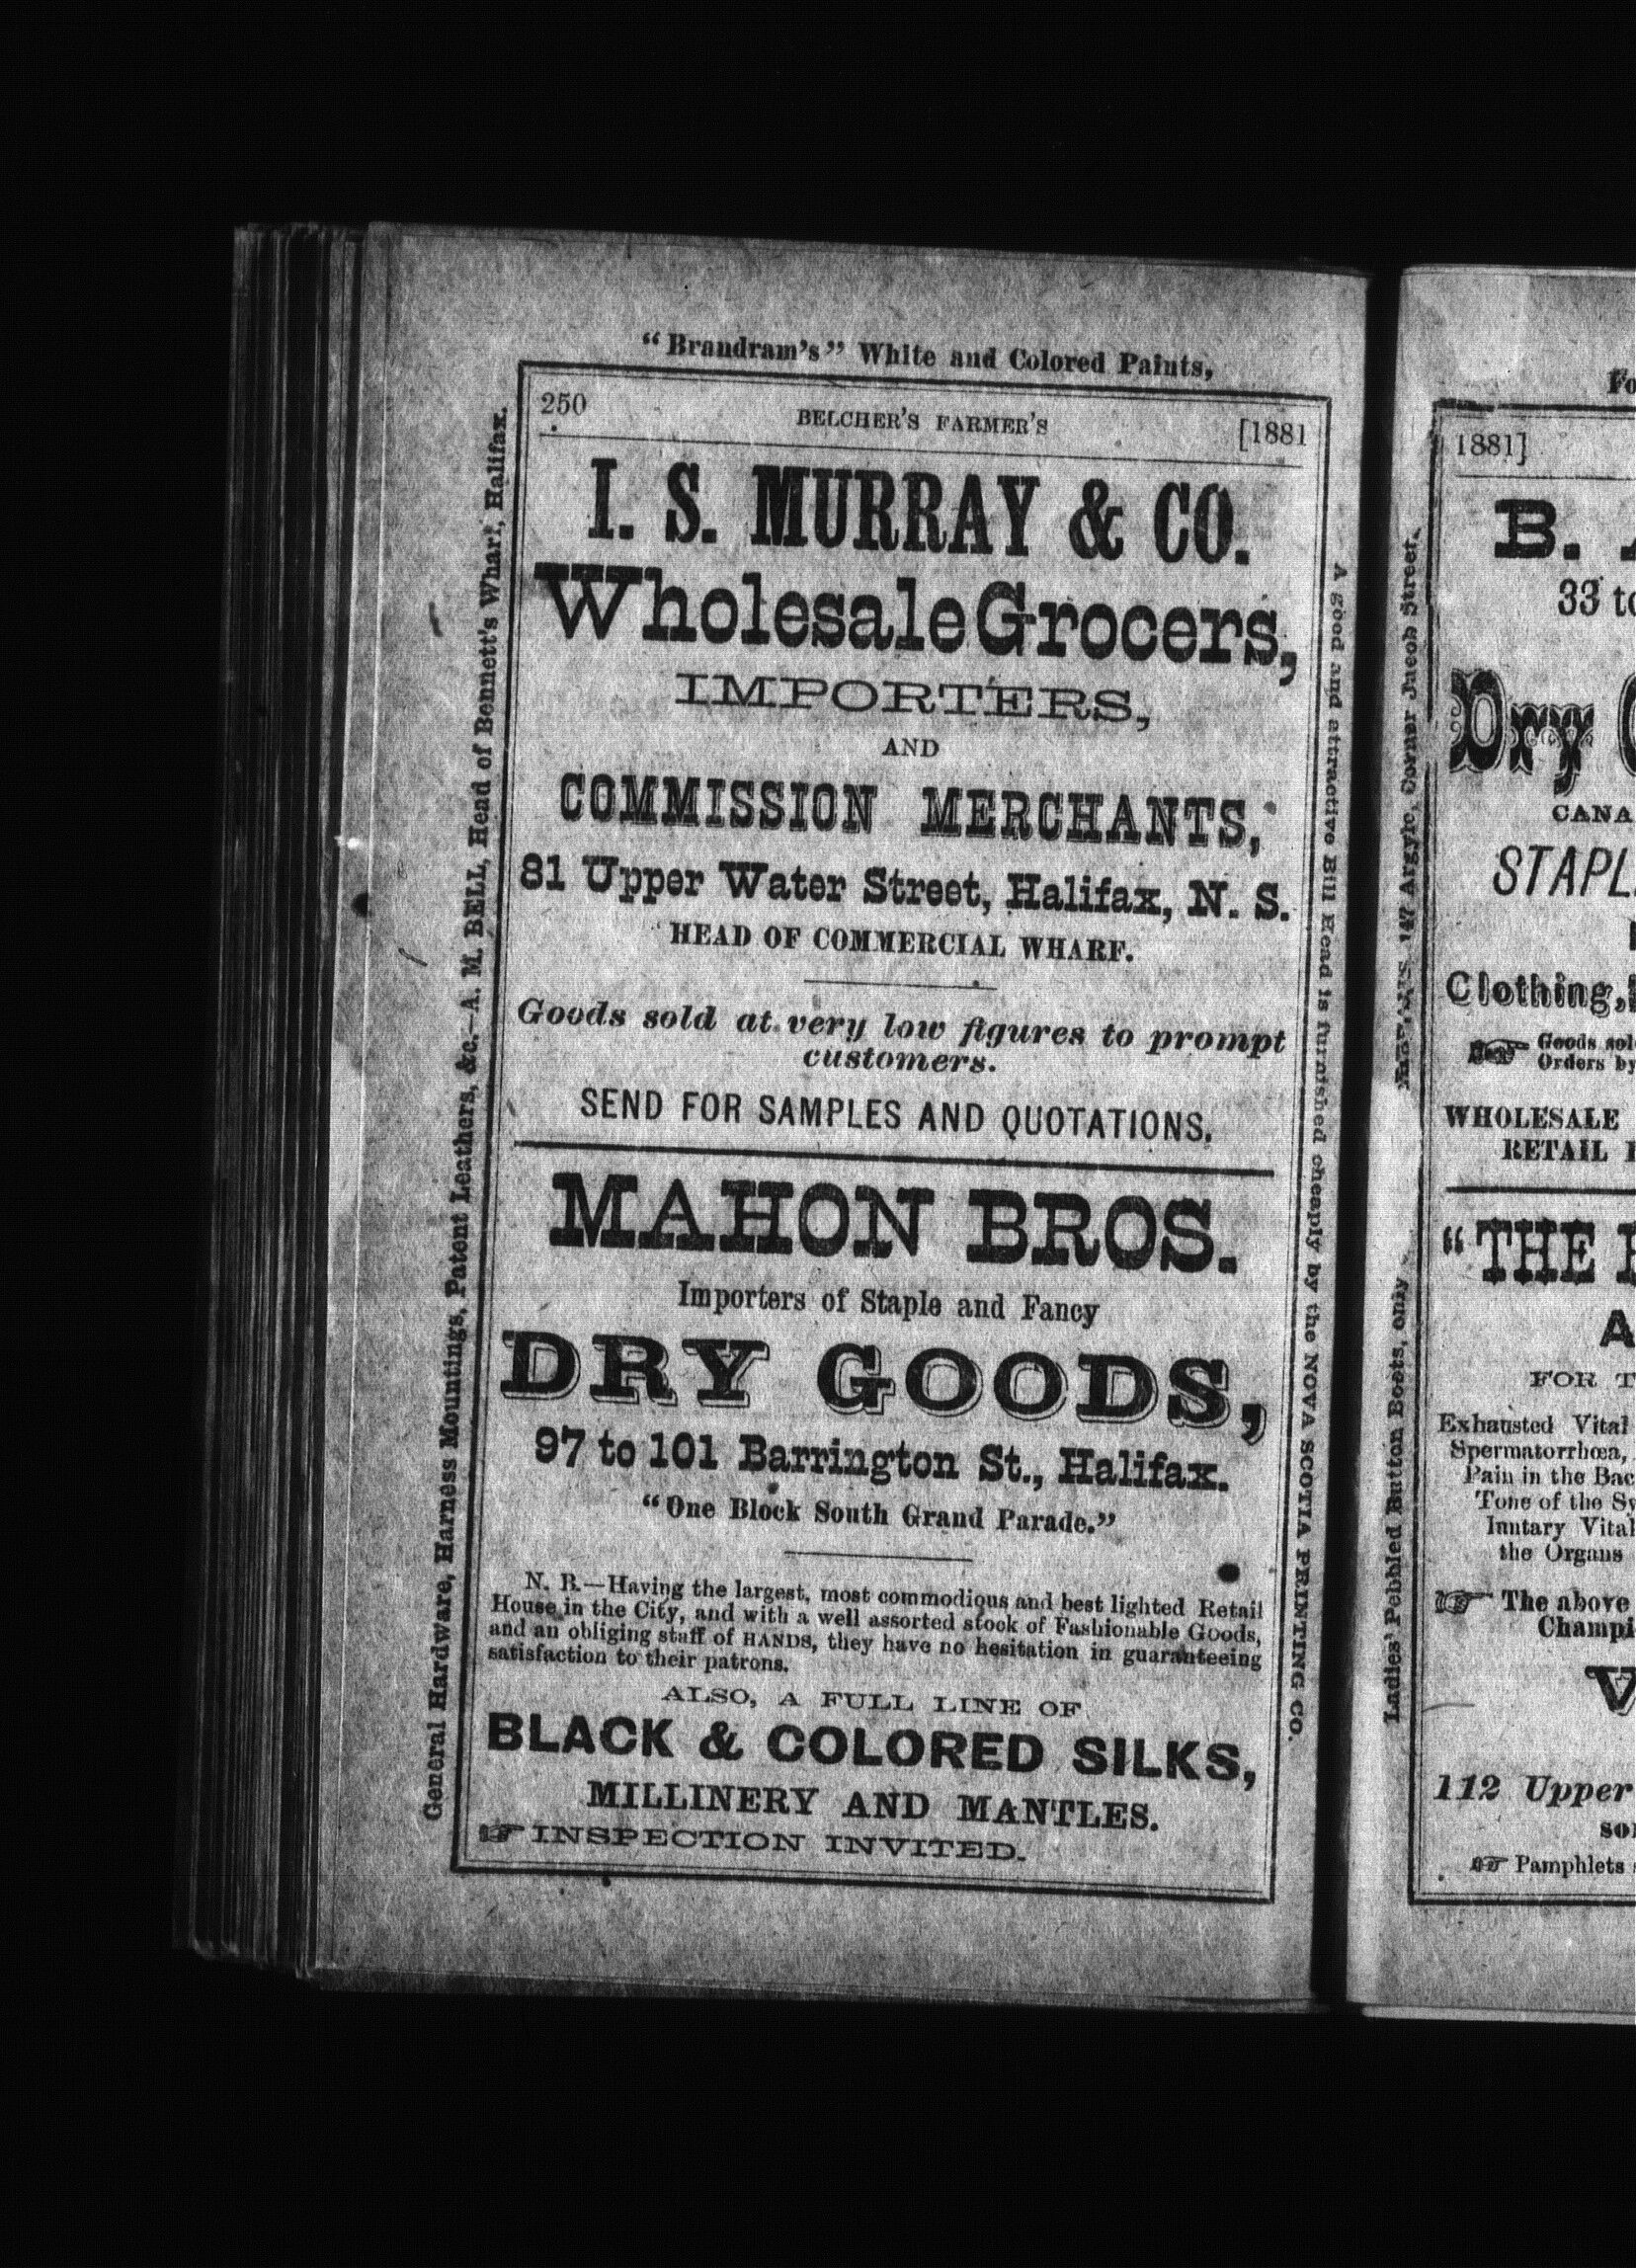 "Brandram's" White and Colored Paints,
250 BELCHER'S FARMER'S [1881
I. S. MURRAY & CO.
Wholesale Grocers,
IMPORTERS,
AND
COMMISSION MERCHANTS,
81 Upper Water Street, Halifax, N. S.
HEAD OF COMMERCIAL WHARF.
Goods sold at very low figures to prompt
customers.
SEND FOR SAMPLES AND QUOTATIONS.
MAHON BROS.
Importers of Staple and Fancy
DRY GOODS,
97 to 101 Barrington St., Halifax.
"One Block South Grand Parade."
N. B.—Having the largest, most commodious and best lighted Retail
House in the City, and with a well assorted stock of Fashionable Goods,
and an obliging staff of HANDS, they have no hesitation in guaranteeing
satisfaction to their patrons.
ALSO, A FULL LINE OF
BLACK & COLORED SILKS,
MILLINERY AND MANTLES.
☞ INSPECTION INVITED.
General Hardware, Harness Mountings, Patent Leathers, &c.—A. M. BELL, Head of Bennett's Wharf, Halifax.
A good and attractive Bill Head is furnished cheaply by the NOVA SCOTIA PRINTING CO.
Ladies' Pebbled Button Boots, only
147 Argyle, Corner Jacob Street.
Fo
1881]
B.
33 to
Dry
CANA
STAPL
Clothing,
☞ Goods sol
Orders by
WHOLESALE
RETAIL
"THE
A
FOR T
Exhausted Vital
Spermatorrhœa,
Pain in the Bac
Tone of the Sy
luntary Vital
the Organs
☞ The above
Champi
V
112 Upper
so
☞ Pamphlets